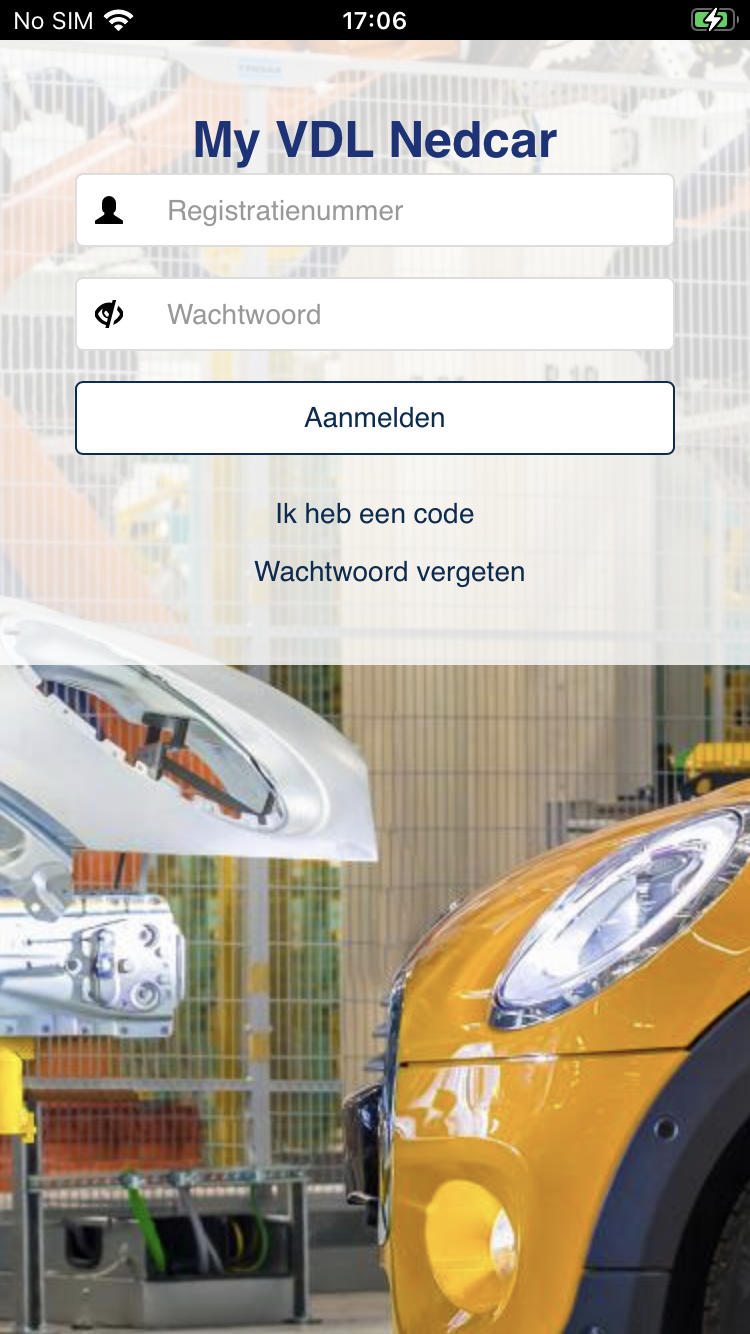 No SIM 17:06
My VDL Nedcar
Registratienummer
Wachtwoord
Aanmelden
Ik heb een code
Wachtwoord vergeten